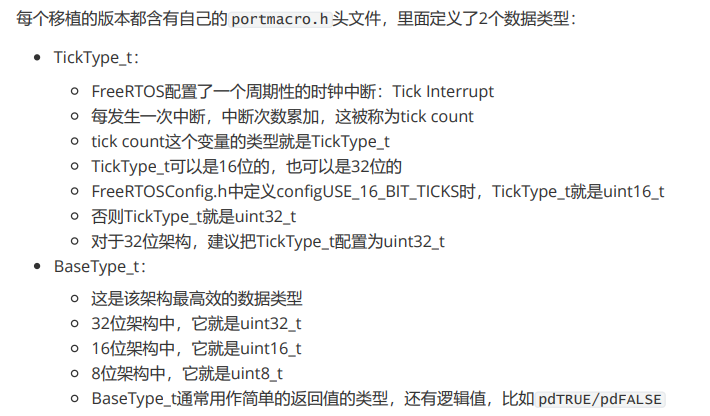 每个移植的版本都含有自己的 portmacro.h 头文件，里面定义了2个数据类型：
TickType_t：
FreeRTOS配置了一个周期性的时钟中断：Tick Interrupt
每发生一次中断，中断次数累加，这被称为tick count
tick count这个变量的类型就是TickType_t
TickType_t可以是16位的，也可以是32位的
FreeRTOSConfig.h中定义configUSE_16_BIT_TICKS时，TickType_t就是uint16_t
否则TickType_t就是uint32_t
对于32位架构，建议把TickType_t配置为uint32_t
BaseType_t：
这是该架构最高效的数据类型
32位架构中，它就是uint32_t
16位架构中，它就是uint16_t
8位架构中，它就是uint8_t
BaseType_t通常用作简单的返回值的类型，还有逻辑值，比如 pdTRUE/pdFALSE